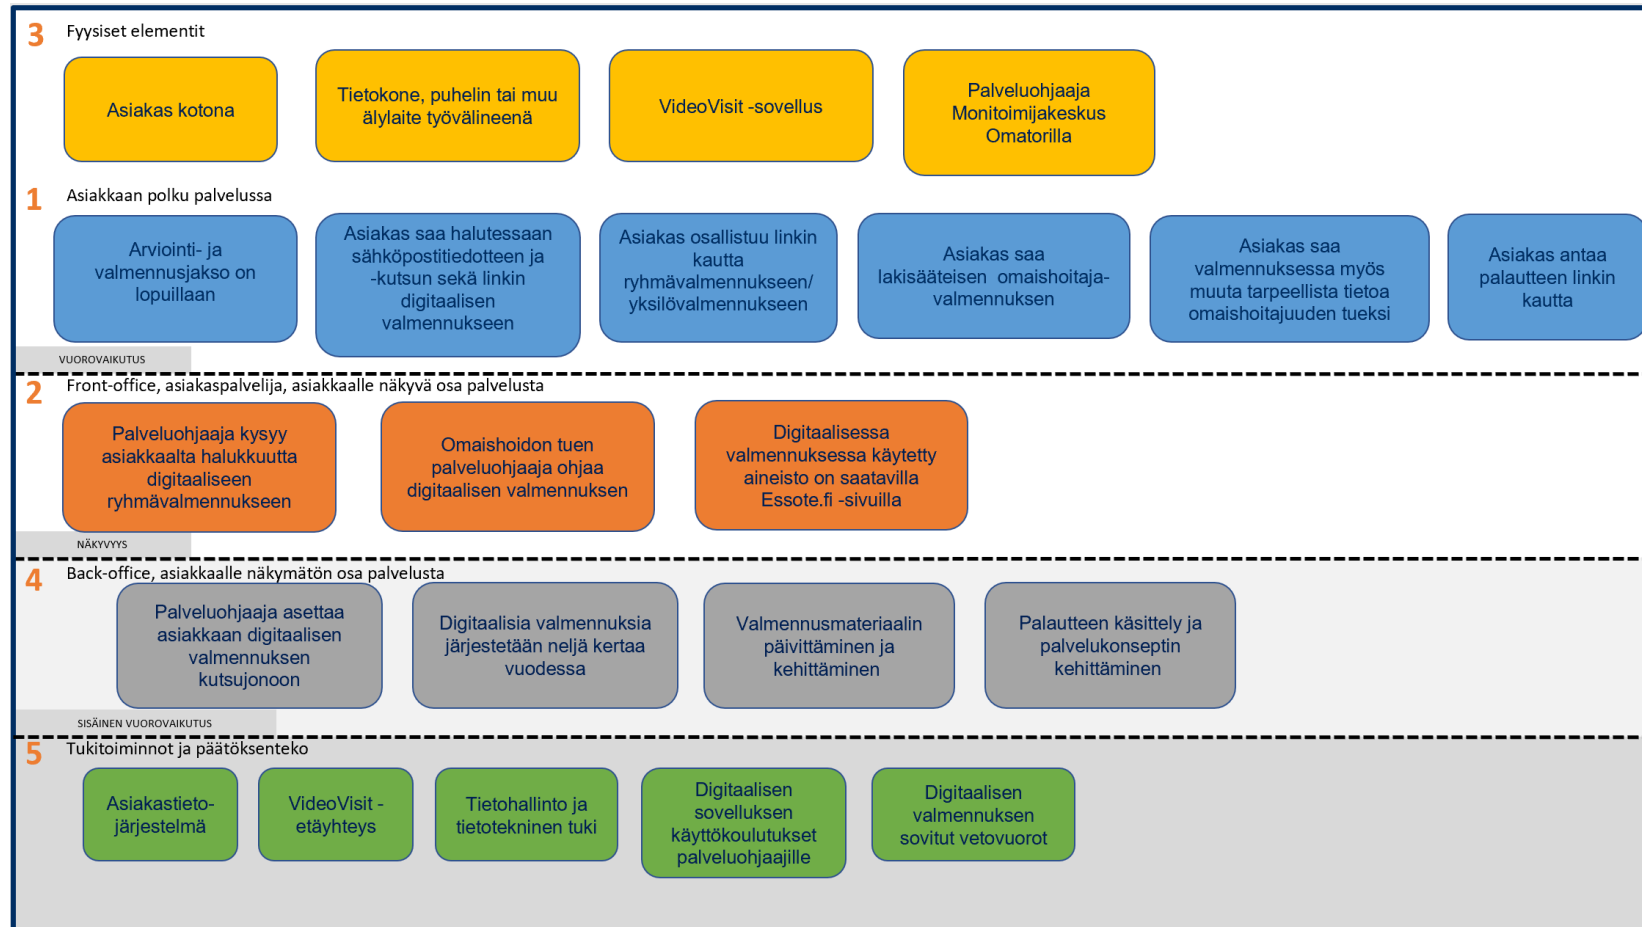 3 Fyysiset elementit
Asiakas kotona
Tietokone, puhelin tai muu
älylaite työvälineenä
VideoVisit -sovellus
Palveluohjaaja
Monitoimijakeskus
Omatorilla
1 Asiakkaan polku palvelussa
Arviointi- ja
valmennusjakso on
lopuillaan
Asiakas saa halutessaan
sähköpostitiedotteen ja
-kutsun sekä linkin
digitaalisen
valmennukseen
Asiakas osallistuu linkin
kautta
ryhmävalmennukseen/
yksilövalmennukseen
Asiakas saa
lakisääteisen omaishoitaja-
valmennuksen
Asiakas saa
valmennuksessa myös
muuta tarpeellista tietoa
omaishoitajuuden tueksi
Asiakas antaa
palautteen linkin
kautta
VUOROVAIKUTUS
2 Front-office, asiakaspalvelija, asiakkaalle näkyvä osa palvelusta
Palveluohjaaja kysyy
asiakkaalta halukkuutta
digitaaliseen
ryhmävalmennukseen
Omaishoidon tuen
palveluohjaaja ohjaa
digitaalisen valmennuksen
Digitaalisessa
valmennuksessa käytetty
aineisto on saatavilla
Essote.fi -sivuilla
NÄKYVYYS
4 Back-office, asiakkaalle näkymätön osa palvelusta
Palveluohjaaja asettaa
asiakkaan digitaalisen
valmennuksen
kutsujonoon
Digitaalisia valmennuksia
järjestetään neljä kertaa
vuodessa
Valmennusmateriaalin
päivittäminen ja
kehittäminen
Palautteen käsittely ja
palvelukonseptin
kehittäminen
SISÄINEN VUOROVAIKUTUS
5 Tukitoiminnot ja päätöksenteko
Asiakastieto-
järjestelmä
VideoVisit -
etäyhteys
Tietohallinto ja
tietotekninen tuki
Digitaalisen
sovelluksen
käyttökoulutukset
palveluohjaajille
Digitaalisen
valmennuksen
sovitut vetovuorot